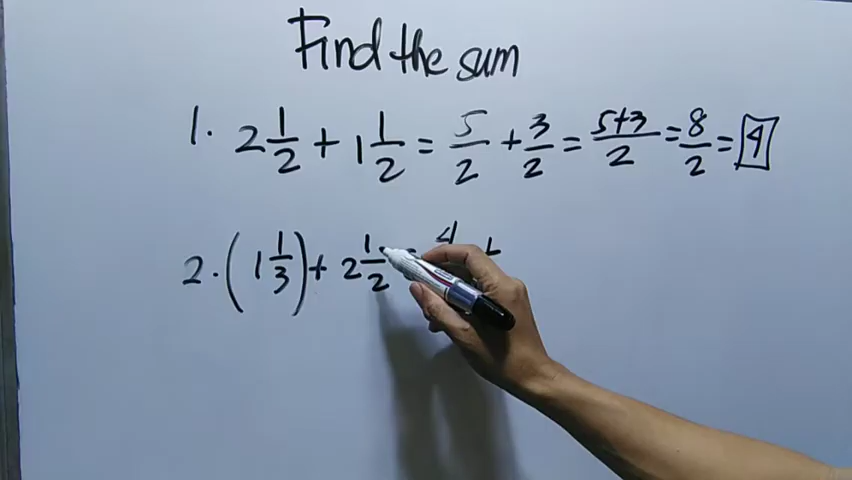 Find the sum
1. 2 1/2 + 1 1/2 = 5/2 + 3/2 = 5+3/2 = 8/2 = 4
2. (1 1/3) + 2 1/2 = 4 +